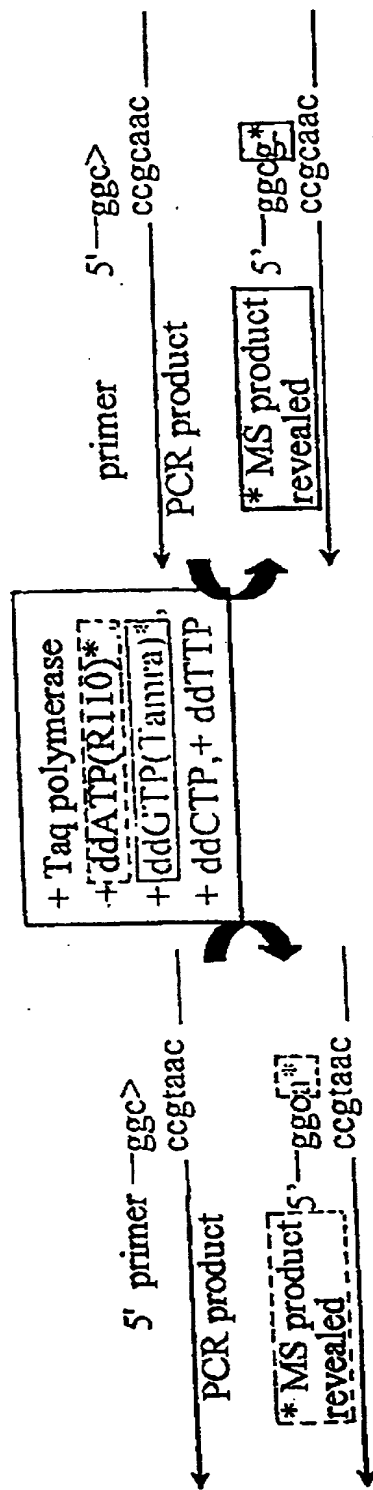 5' primer —ggc>
ccgtaac
PCR product
* MS product 5'—ggca*
revealed
ccgtaac
+ Taq polymerase
+ ddATP(R110)*
+ ddGTP(Tamra)*,
+ ddCTP,+ ddTTP
primer 5'—ggc>
ccgcaac
PCR product
* MS product 5'—ggcg*
revealed
ccgcaac